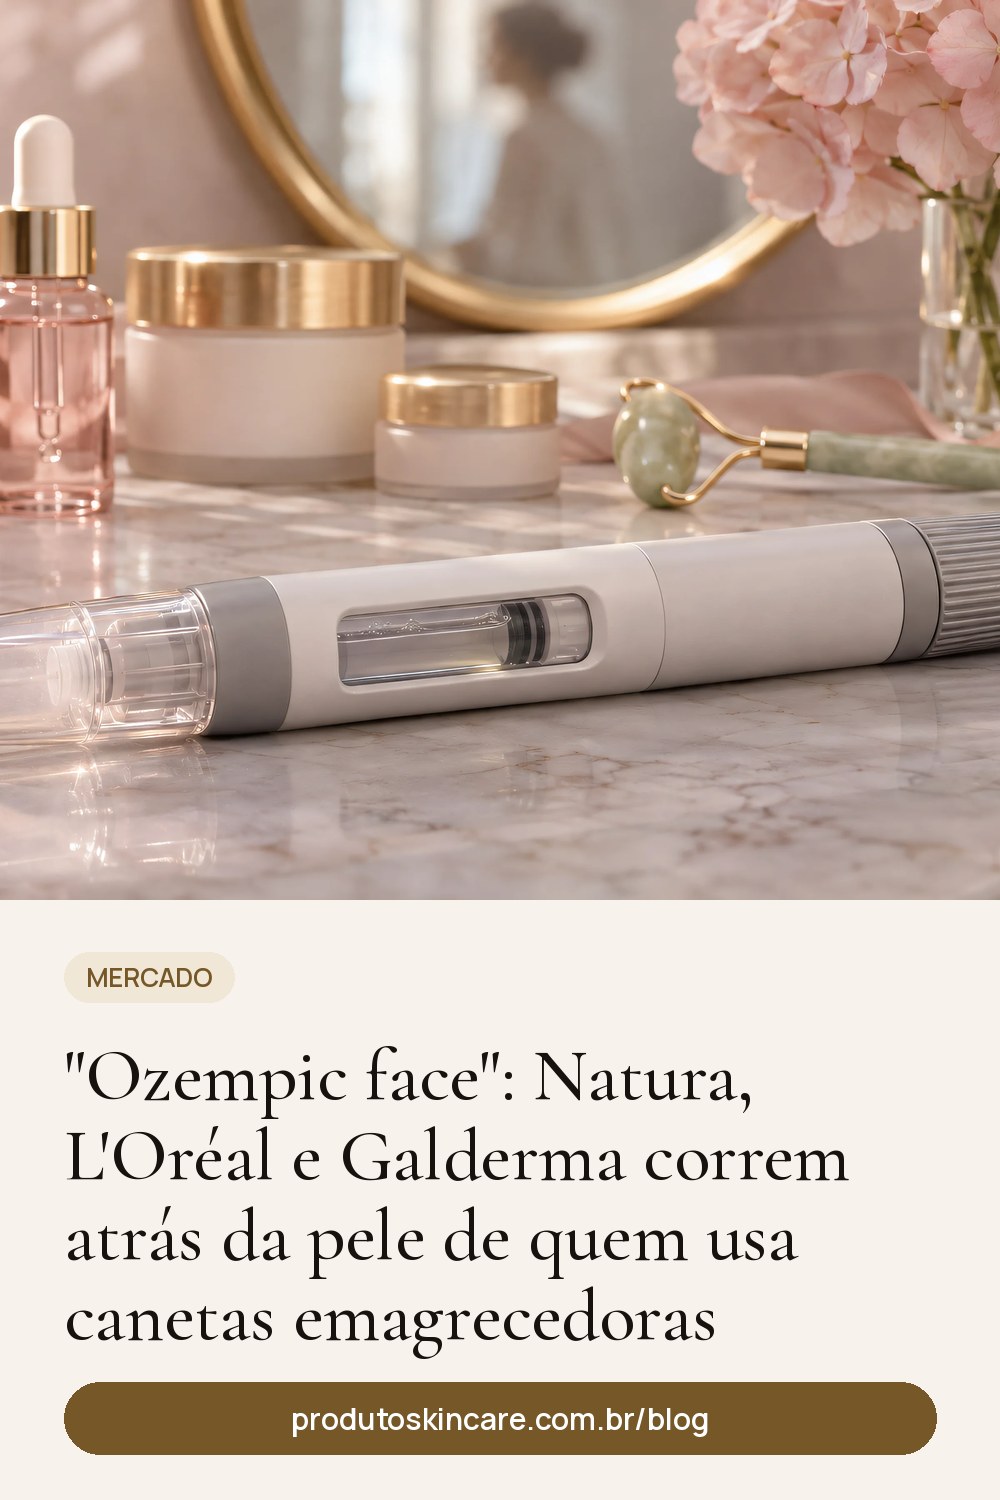 MERCADO
"Ozempic face": Natura,
L'Oréal e Galderma correm
atrás da pele de quem usa
canetas emagrecedoras
produtoskincare.com.br/blog